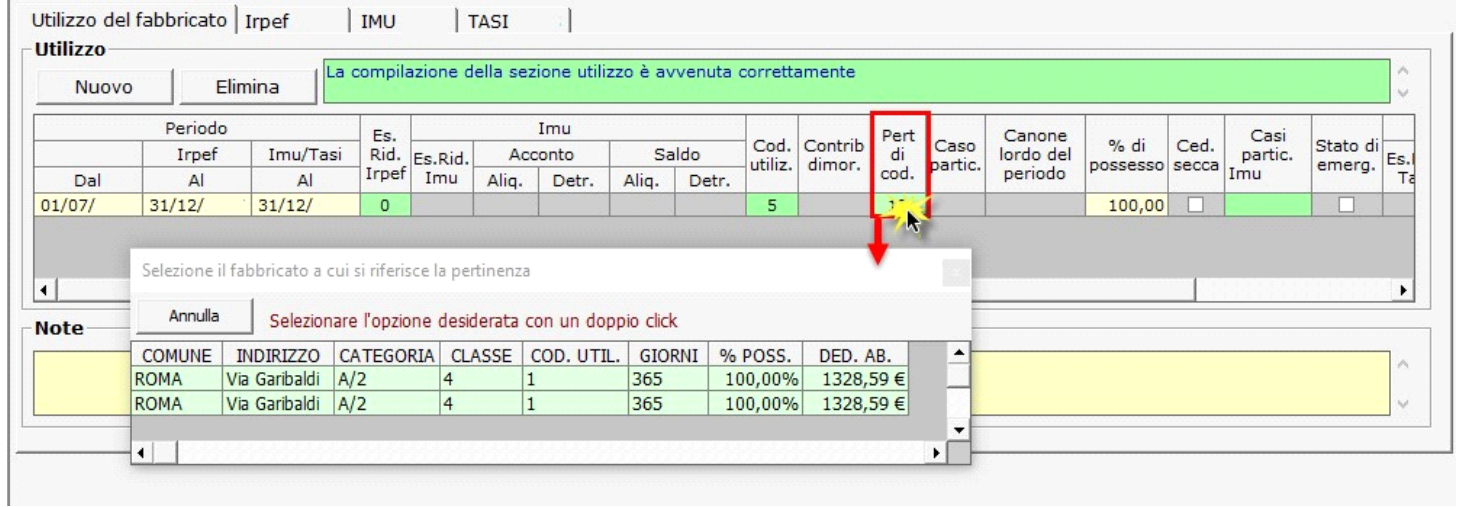 Utilizzo del fabbricato Irpef IMU TASI
Utilizzo
Nuovo Elimina La compilazione della sezione utilizzo è avvenuta correttamente
Periodo Es. Rid. Irpef Imu Cod. utiliz. Contrib dimor. Pert di cod. Caso partic. Canone lordo del periodo % di possesso Ced. secca Casi partic. Imu Stato di emerg.
Irpef Imu/Tasi Es.Rid. Imu Acconto Saldo
Dal Al Al Aliq. Detr. Aliq. Detr.
01/07/ 31/12/ 31/12/ 0 5 100,00
Selezione il fabbricato a cui si riferisce la pertinenza
Annulla Selezionare l'opzione desiderata con un doppio click
Note
COMUNE INDIRIZZO CATEGORIA CLASSE COD. UTIL. GIORNI % POSS. DED. AB.
ROMA Via Garibaldi A/2 4 1 365 100,00% 1328,59 €
ROMA Via Garibaldi A/2 4 1 365 100,00% 1328,59 €